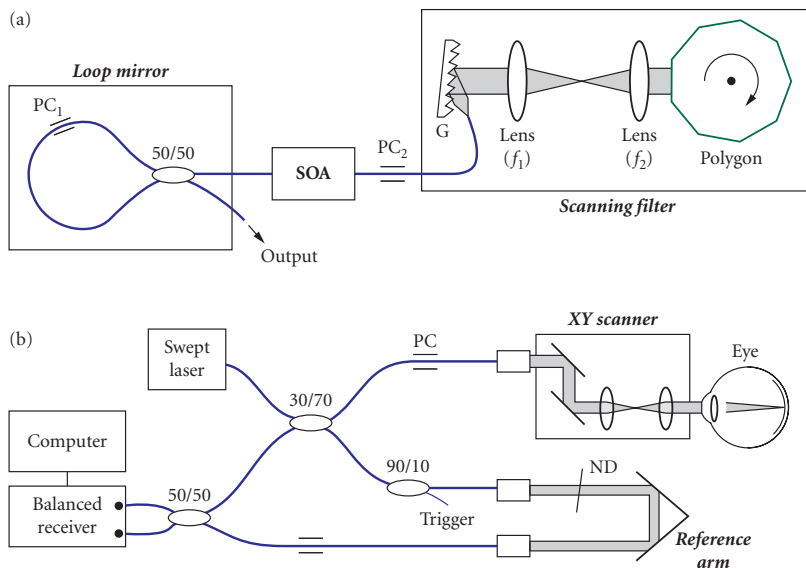 (a)
Loop mirror
PC₁
50/50
Output
SOA
PC₂
G
Lens
(f₁)
Lens
(f₂)
Polygon
Scanning filter
(b)
Swept
laser
Computer
Balanced
receiver
50/50
30/70
PC
90/10
Trigger
XY scanner
Eye
ND
Reference
arm